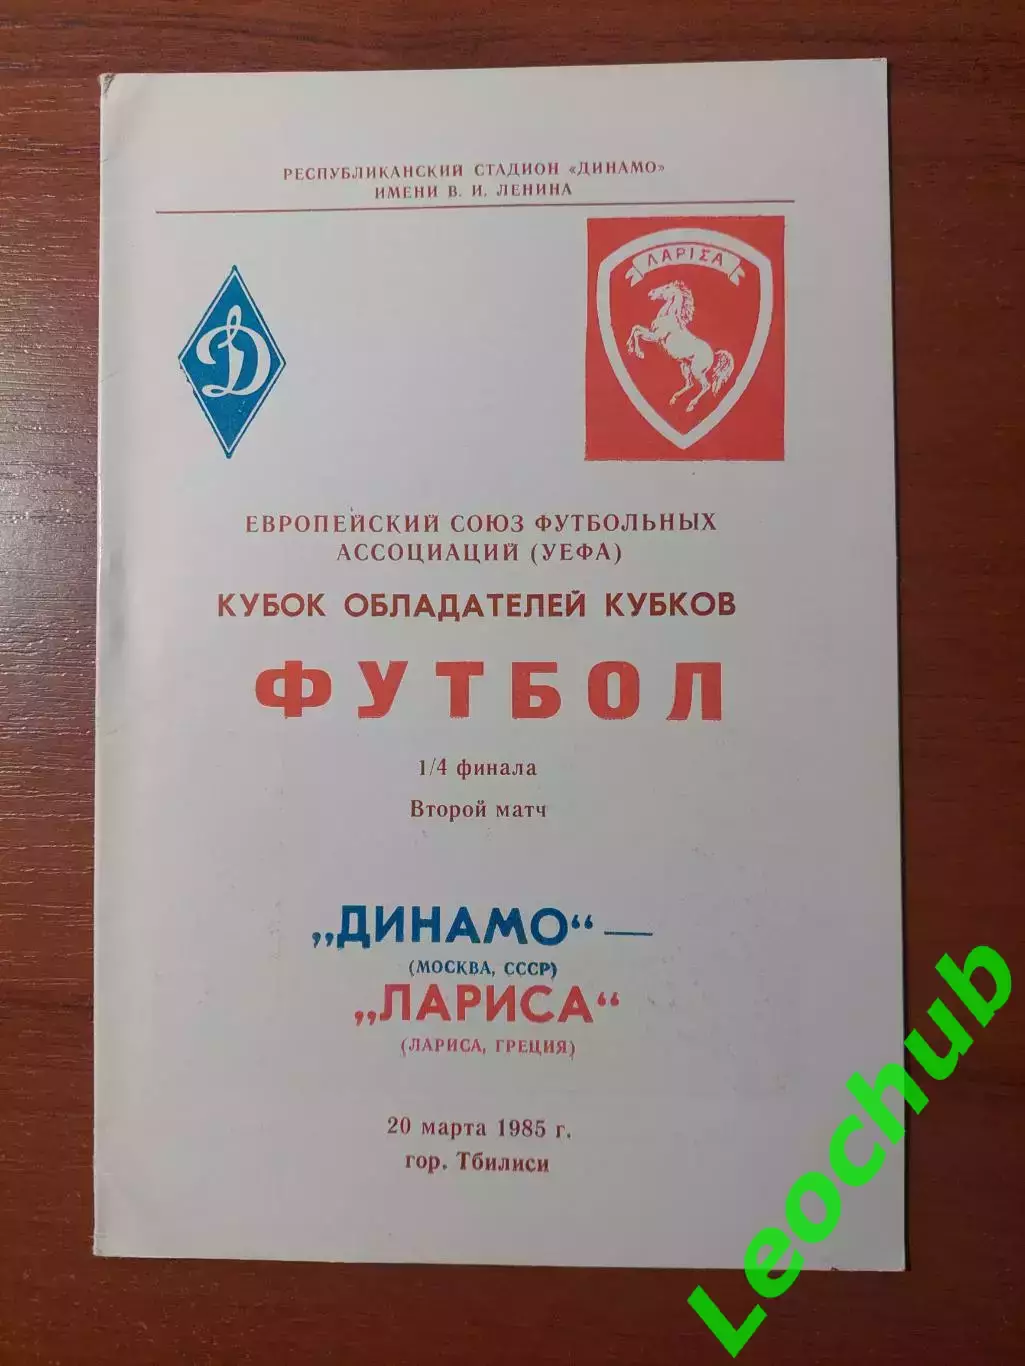 РЕСПУБЛИКАНСКИЙ СТАДИОН «ДИНАМО»
ИМЕНИ В. И. ЛЕНИНА
Д
ΛΑΡΙΣΑ
ЕВРОПЕЙСКИЙ СОЮЗ ФУТБОЛЬНЫХ
АССОЦИАЦИЙ (УЕФА)
КУБОК ОБЛАДАТЕЛЕЙ КУБКОВ
ФУТБОЛ
1/4 финала
Второй матч
„ДИНАМО“ —
(МОСКВА, СССР)
„ЛАРИСА“
(ЛАРИСА, ГРЕЦИЯ)
20 марта 1985 г.
гор. Тбилиси
Leochub